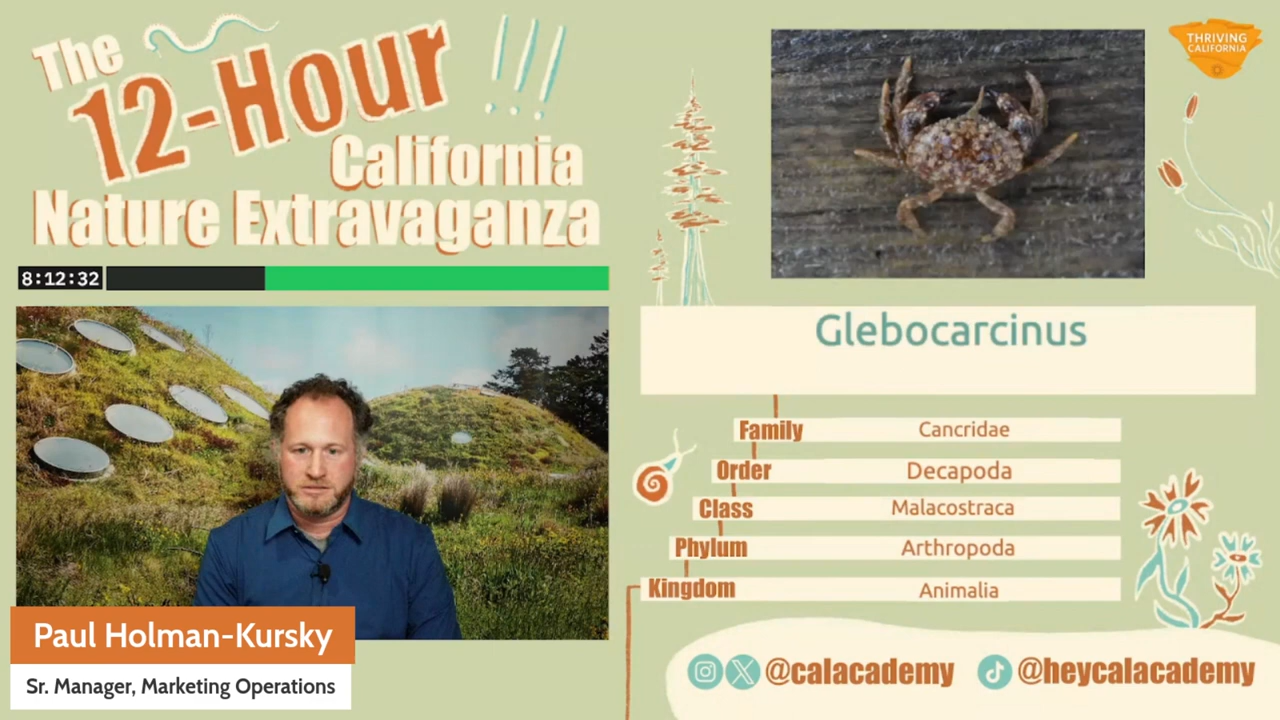 The
12-Hour !!!
California
Nature Extravaganza
8:12:32
Paul Holman-Kursky
Sr. Manager, Marketing Operations
THRIVING
CALIFORNIA
Glebocarcinus
Family Cancridae
Order Decapoda
Class Malacostraca
Phylum Arthropoda
Kingdom Animalia
@calacademy @heycalacademy